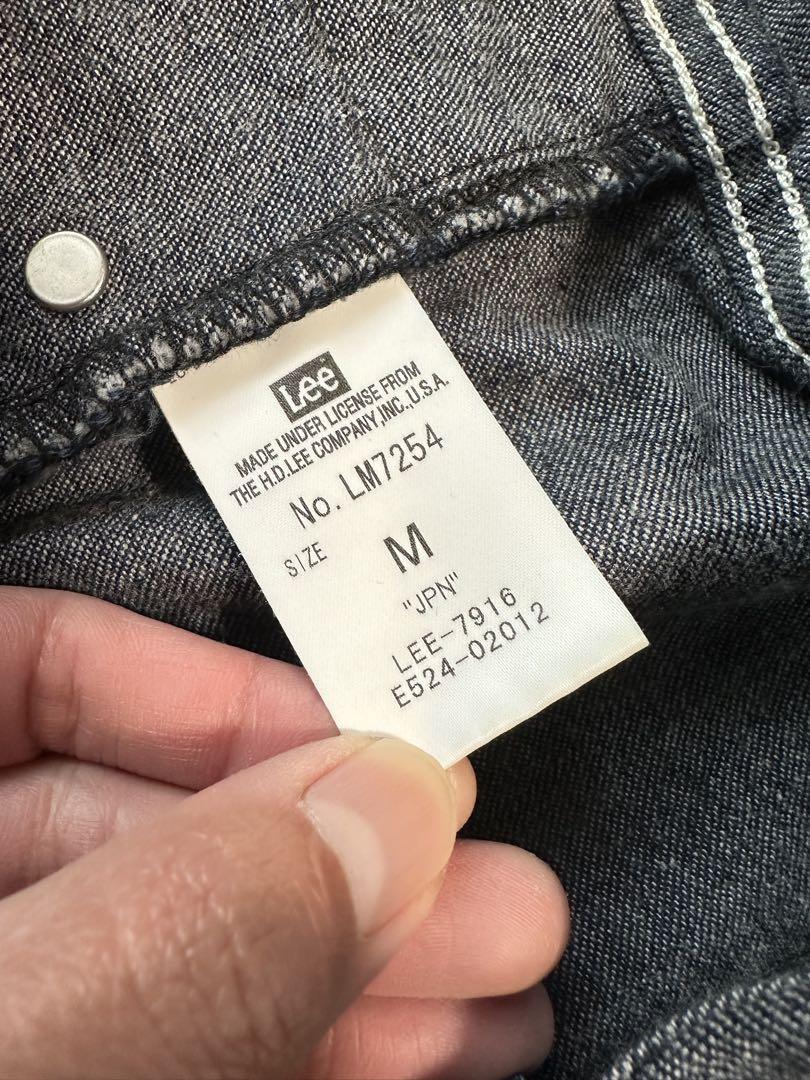 Lee
MADE UNDER LICENSE FROM
THE H.D.LEE COMPANY,INC.,U.S.A.
No. LM7254
SIZE M
"JPN"
LEE-7916
E524-02012